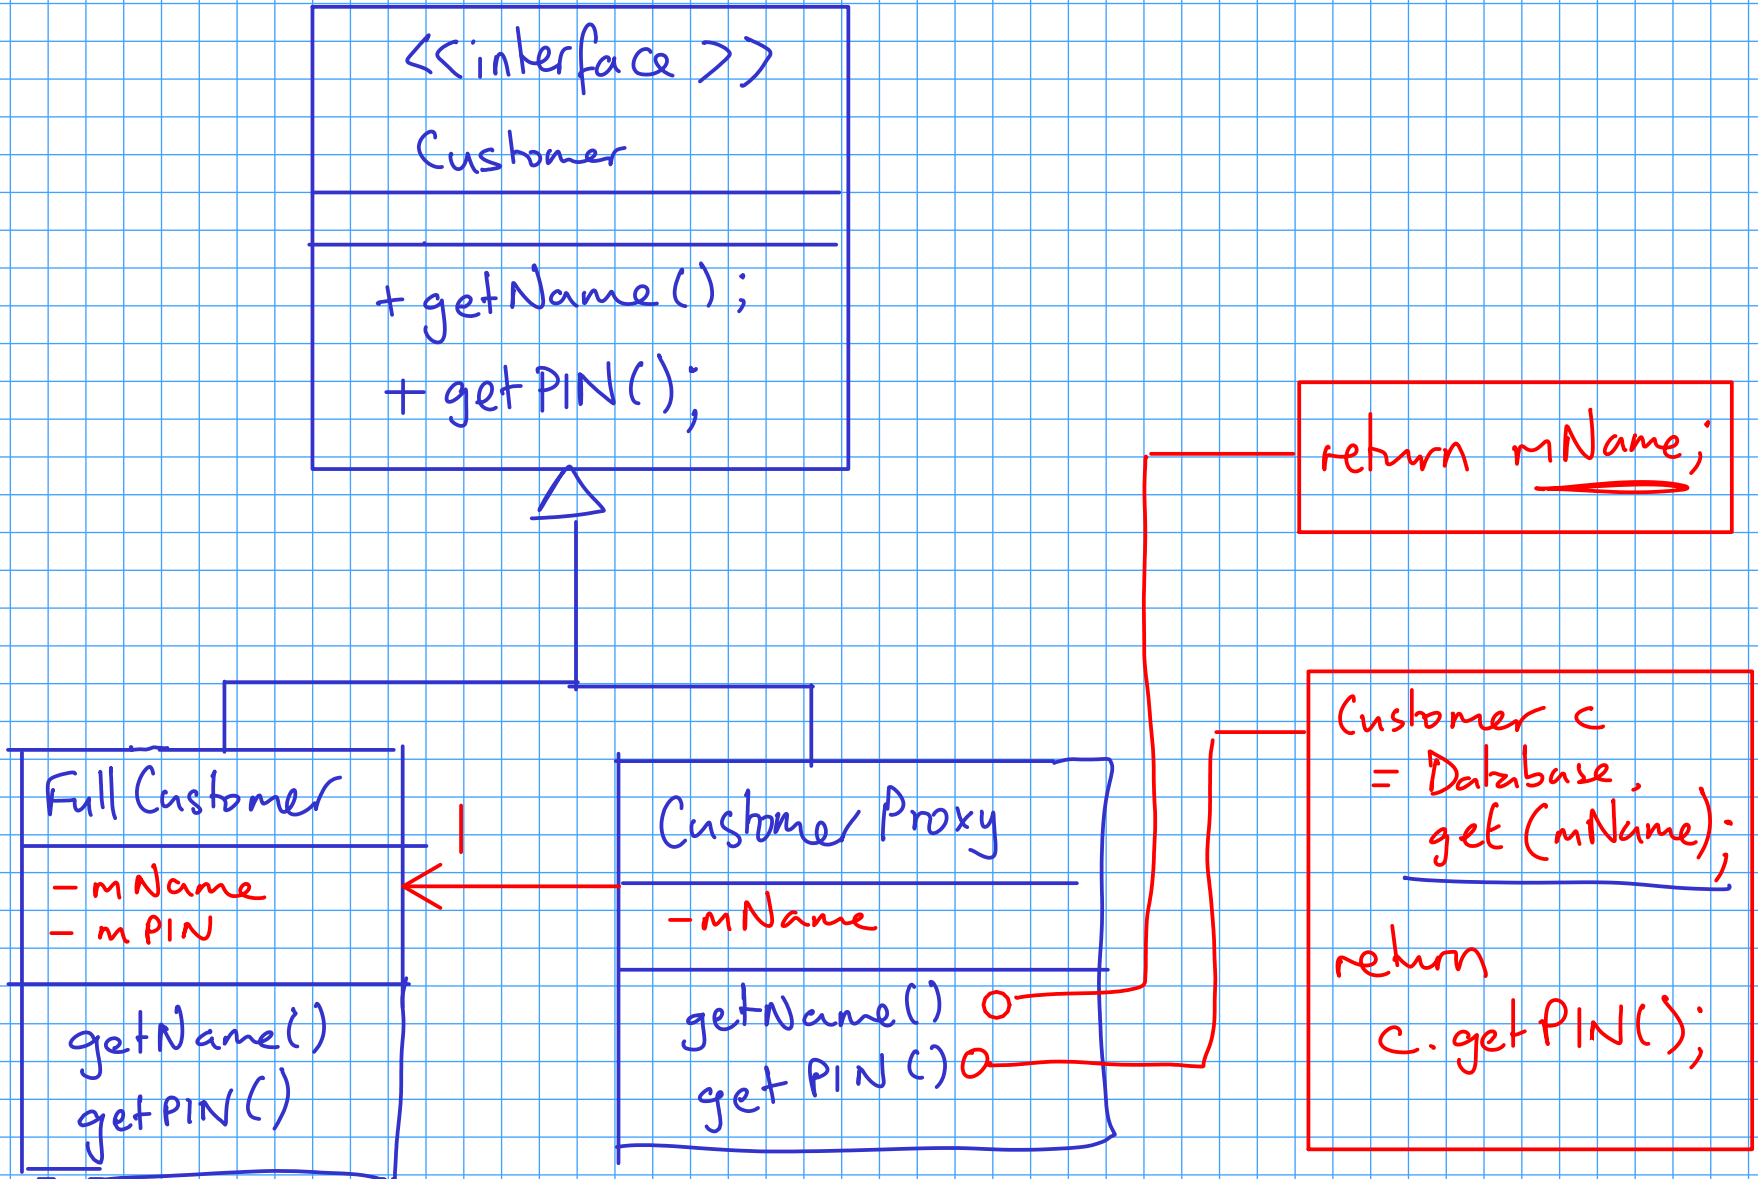 <<interface>>
Customer
+ getName();
+ getPIN();
return mName;
Full Customer
- mName
- mPIN
getName()
getPIN()
1
Customer Proxy
- mName
getName()
getPIN()
Customer c
= Database.
get(mName);
return
c.getPIN();